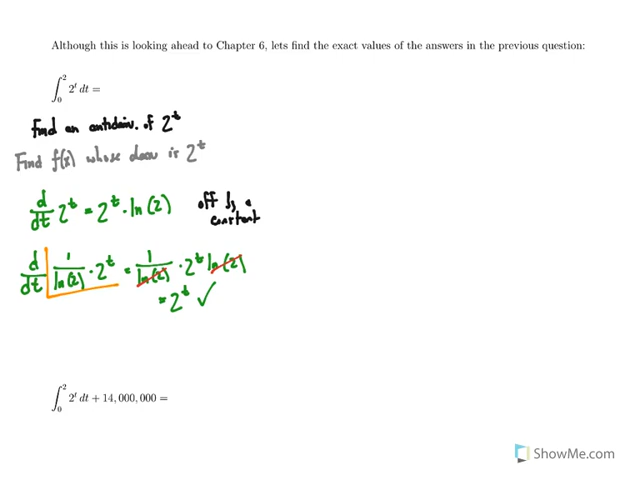 Although this is looking ahead to Chapter 6, lets find the exact values of the answers in the previous question:
∫₀² 2ᵗ dt =
Find an antideriv. of 2ᵗ
Find f(x) whose deriv is 2ᵗ
d/dt 2ᵗ = 2ᵗ · ln(2) off by a
constant
d/dt 1/ln(2) · 2ᵗ = 1/ln(2) · 2ᵗ ln(2)
= 2ᵗ ✓
∫₀² 2ᵗ dt + 14,000,000 =
ShowMe.com